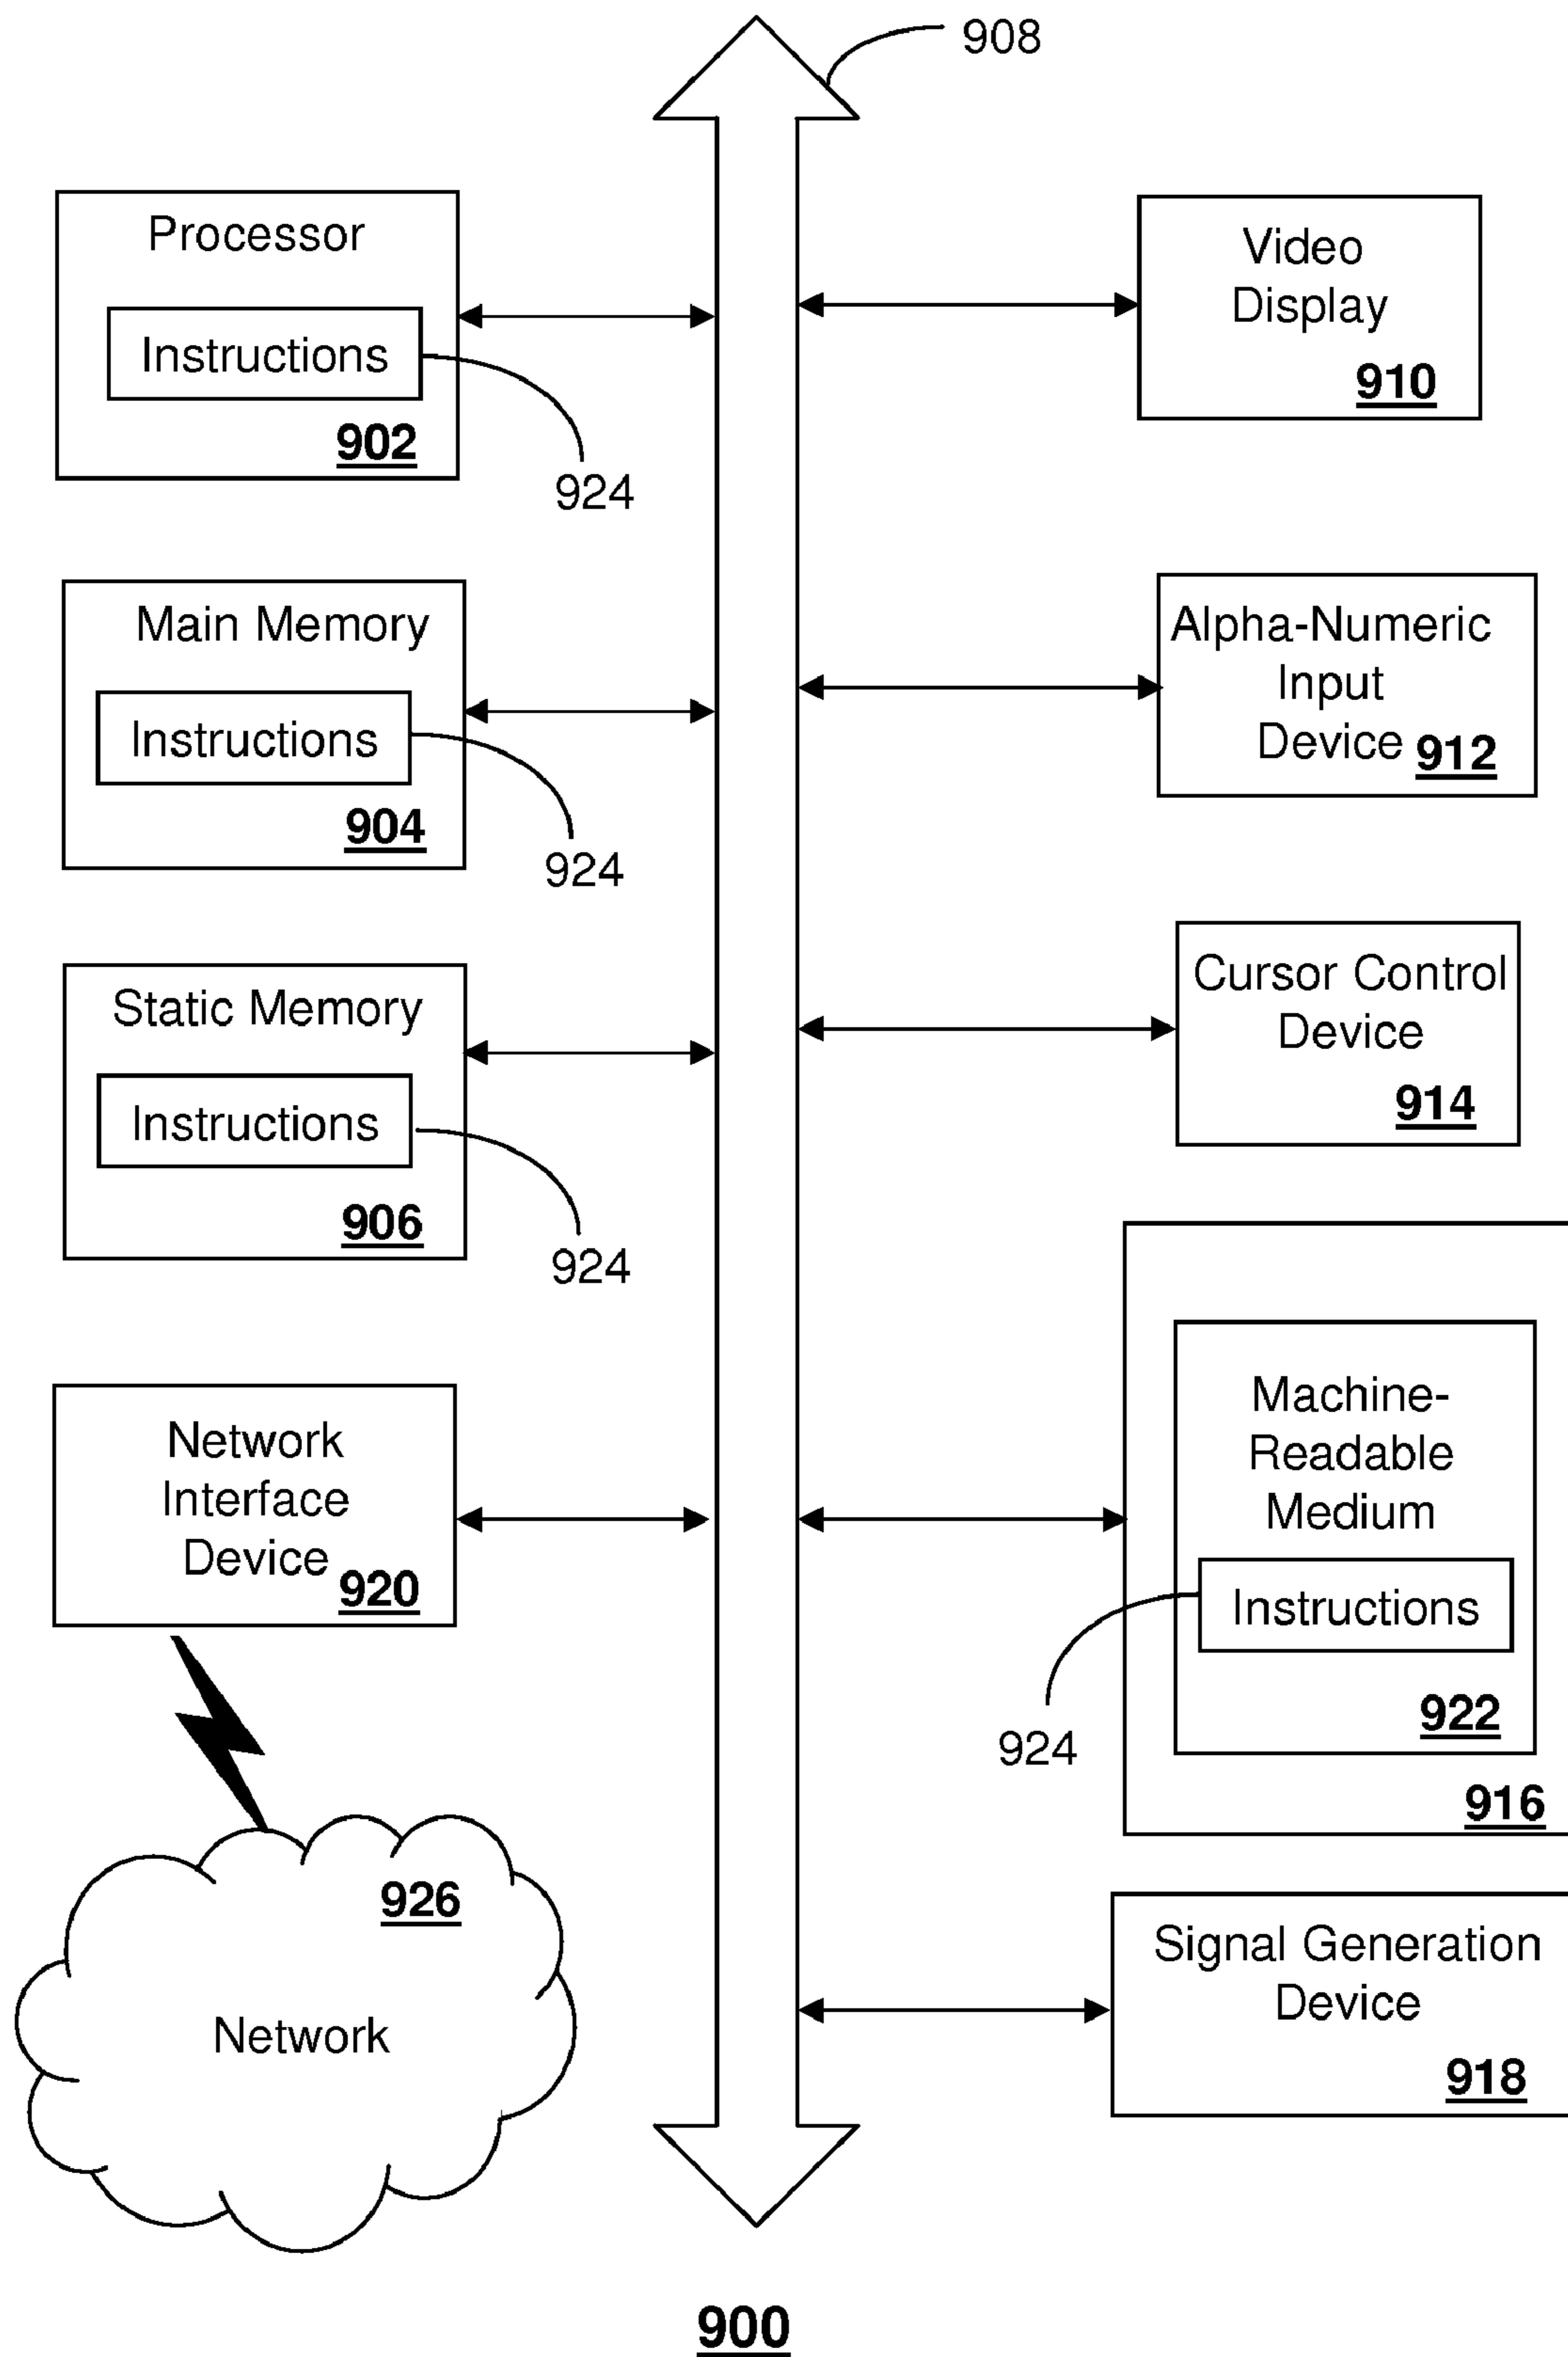 908
Processor
Instructions
902
924
Main Memory
Instructions
904
924
Static Memory
Instructions
906
924
Network
Interface
Device
920
926
Network
Video
Display
910
Alpha-Numeric
Input
Device
912
Cursor Control
Device
914
Machine-
Readable
Medium
Instructions
922
924
916
Signal Generation
Device
918
900